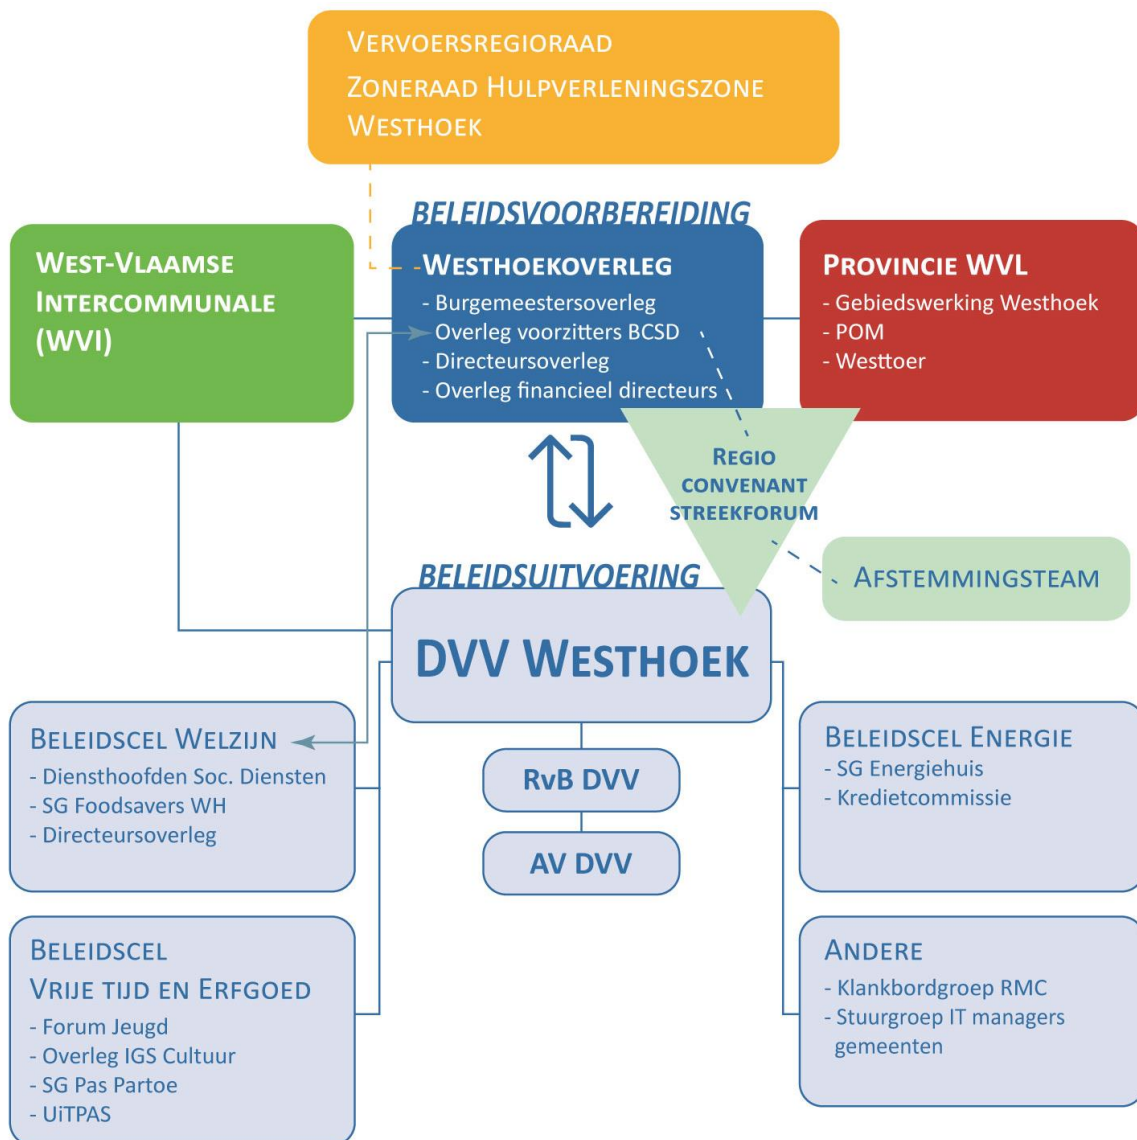 Vervoersregioraad
Zoneraad Hulpverleningszone
Westhoek
BELEIDSVOORBEREIDING
West-Vlaamse
Intercommunale
(WVI)
Westhoekoverleg
- Burgemeestersoverleg
- Overleg voorzitters BCSD
- Directeursoverleg
- Overleg financieel directeurs
Provincie WVL
- Gebiedswerking Westhoek
- POM
- Westtoer
Regio
convenant
streekforum
Afstemmingsteam
BELEIDSUITVOERING
DVV Westhoek
RvB DVV
AV DVV
Beleidscel Welzijn
- Diensthoofden Soc. Diensten
- SG Foodsavers WH
- Directeursoverleg
Beleidscel Energie
- SG Energiehuis
- Kredietcommissie
Beleidscel
Vrije tijd en Erfgoed
- Forum Jeugd
- Overleg IGS Cultuur
- SG Pas Partoe
- UiTPAS
Andere
- Klankbordgroep RMC
- Stuurgroep IT managers
gemeenten